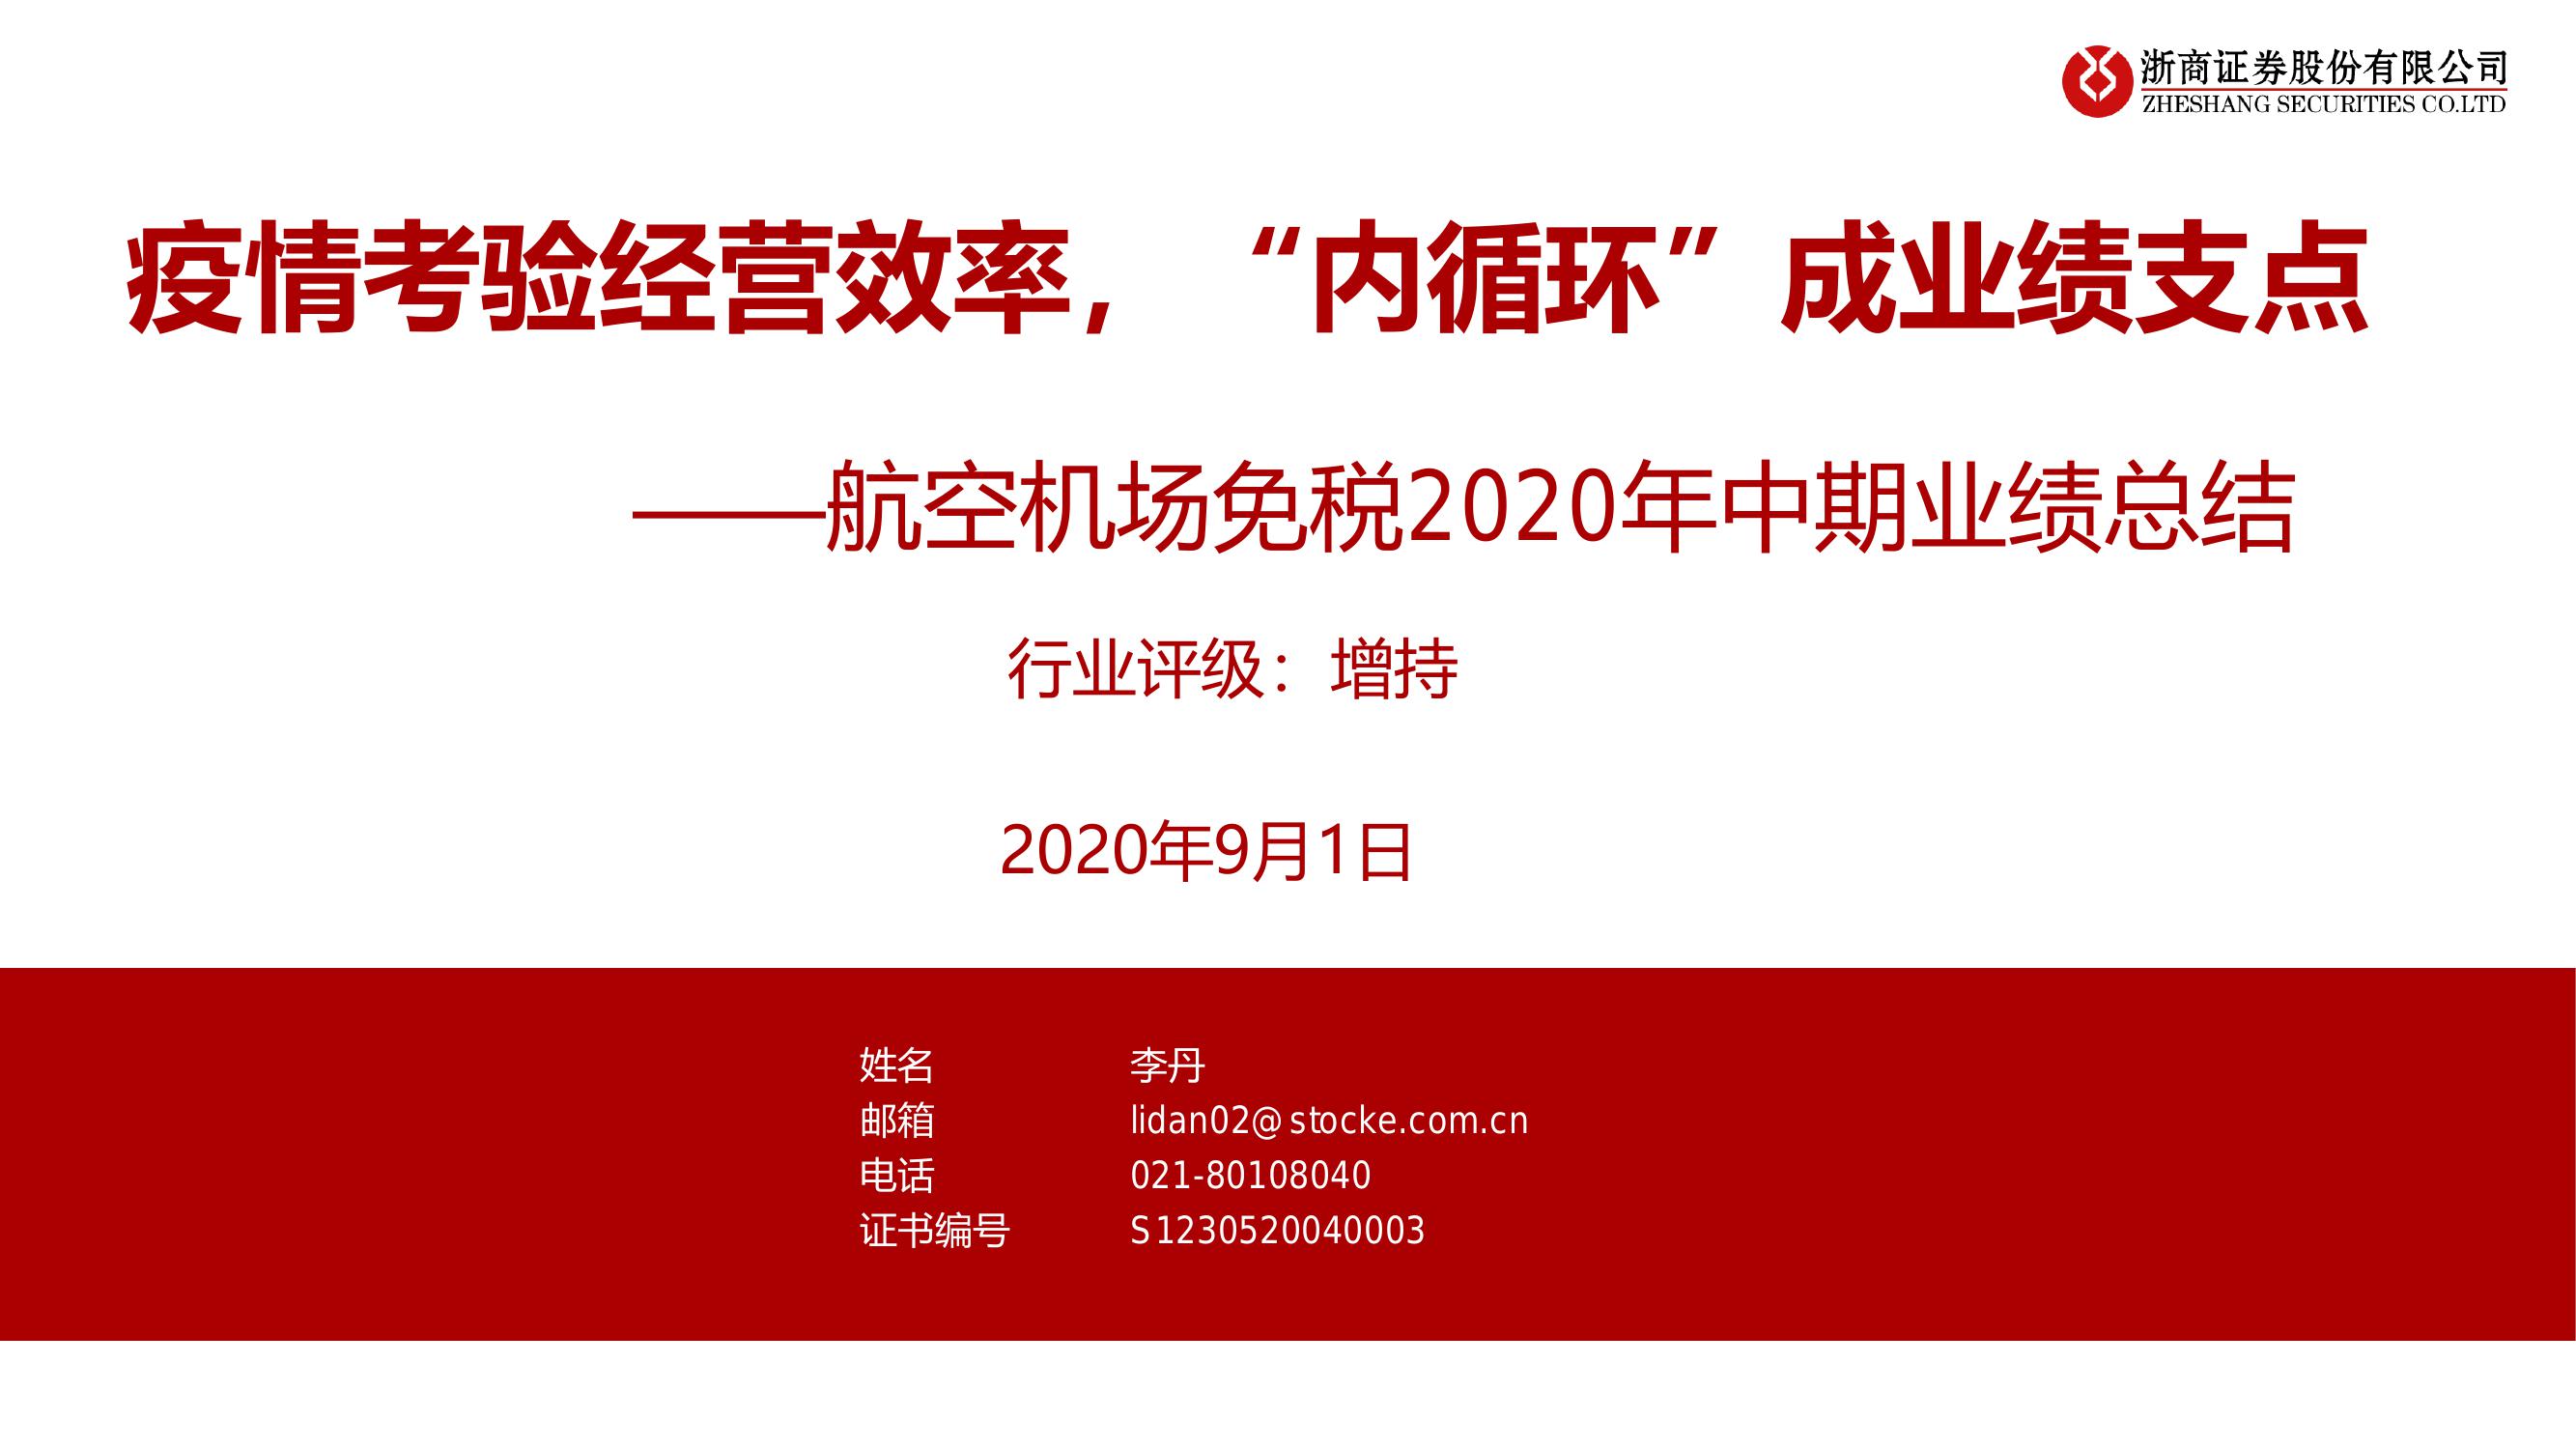 浙商证券股份有限公司
ZHESHANG SECURITIES CO.LTD
疫情考验经营效率，“内循环”成业绩支点
——航空机场免税2020年中期业绩总结
行业评级：增持
2020年9月1日
姓名 李丹
邮箱 lidan02@stocke.com.cn
电话 021-80108040
证书编号 S1230520040003